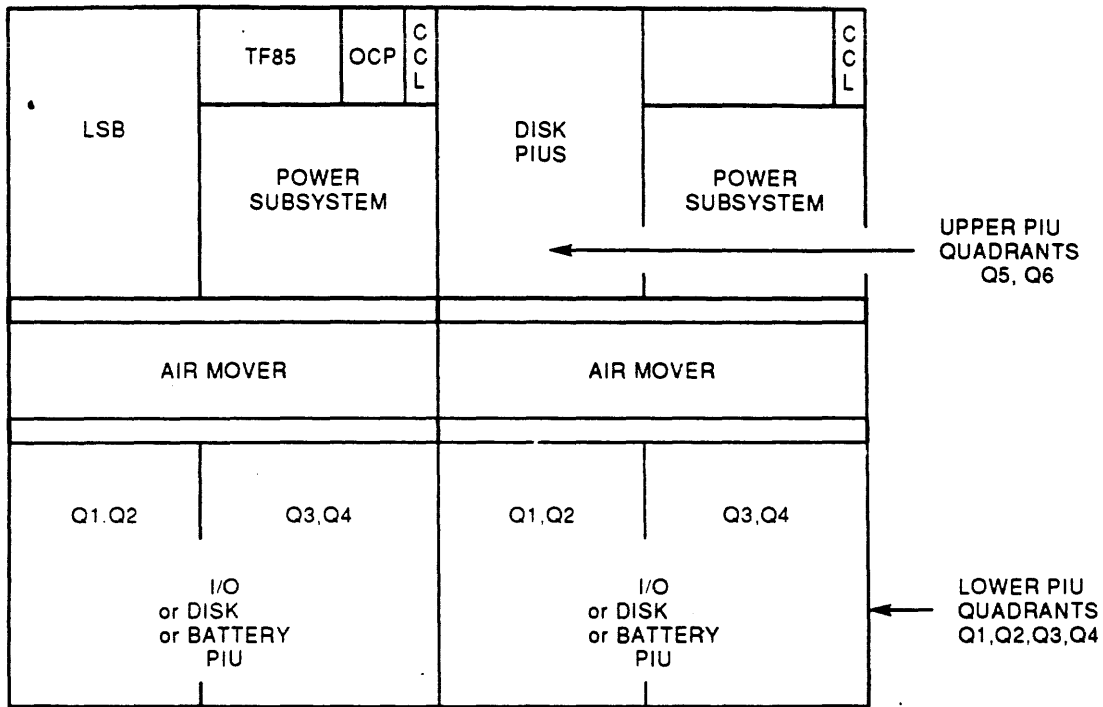 LSB
TF85
OCP
C
C
L
POWER
SUBSYSTEM
DISK
PIUS
C
C
L
POWER
SUBSYSTEM
UPPER PIU
QUADRANTS
Q5, Q6
AIR MOVER
AIR MOVER
Q1.Q2
Q3,Q4
Q1,Q2
Q3,Q4
I/O
or DISK
or BATTERY
PIU
I/O
or DISK
or BATTERY
PIU
LOWER PIU
QUADRANTS
Q1,Q2,Q3,Q4